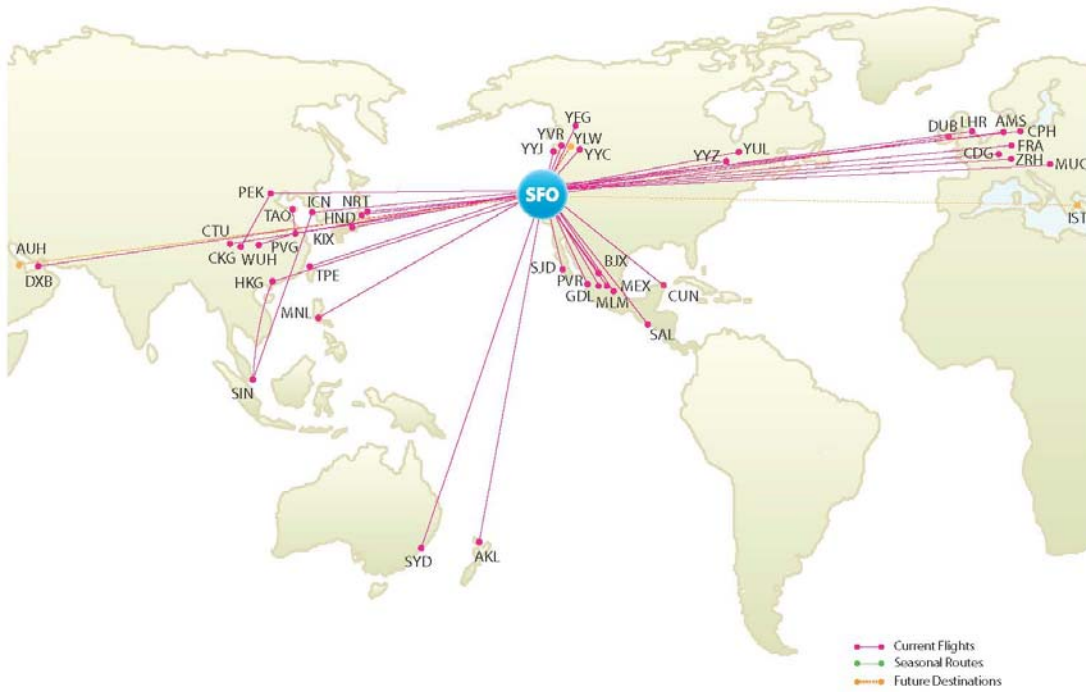 YEG
YVR
YLW
YYJ
YYC
YUL
YYZ
DUB
LHR
AMS
CPH
FRA
CDG
ZRH
MUC
SFO
PEK
ICN
NRT
TAO
HND
CTU
KIX
PVG
CKG
WUH
AUH
DXB
HKG
TPE
MNL
SIN
IST
SJD
BJX
PVR
MEX
GDL
MLM
CUN
SAL
SYD
AKL
Current Flights
Seasonal Routes
Future Destinations